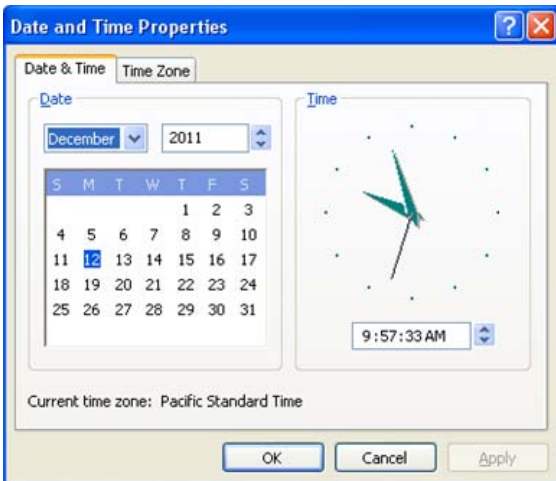 Date and Time Properties
Date & Time Time Zone
Date
December 2011
S M T W T F S
1 2 3
4 5 6 7 8 9 10
11 12 13 14 15 16 17
18 19 20 21 22 23 24
25 26 27 28 29 30 31
Time
9:57:33 AM
Current time zone: Pacific Standard Time
OK Cancel Apply